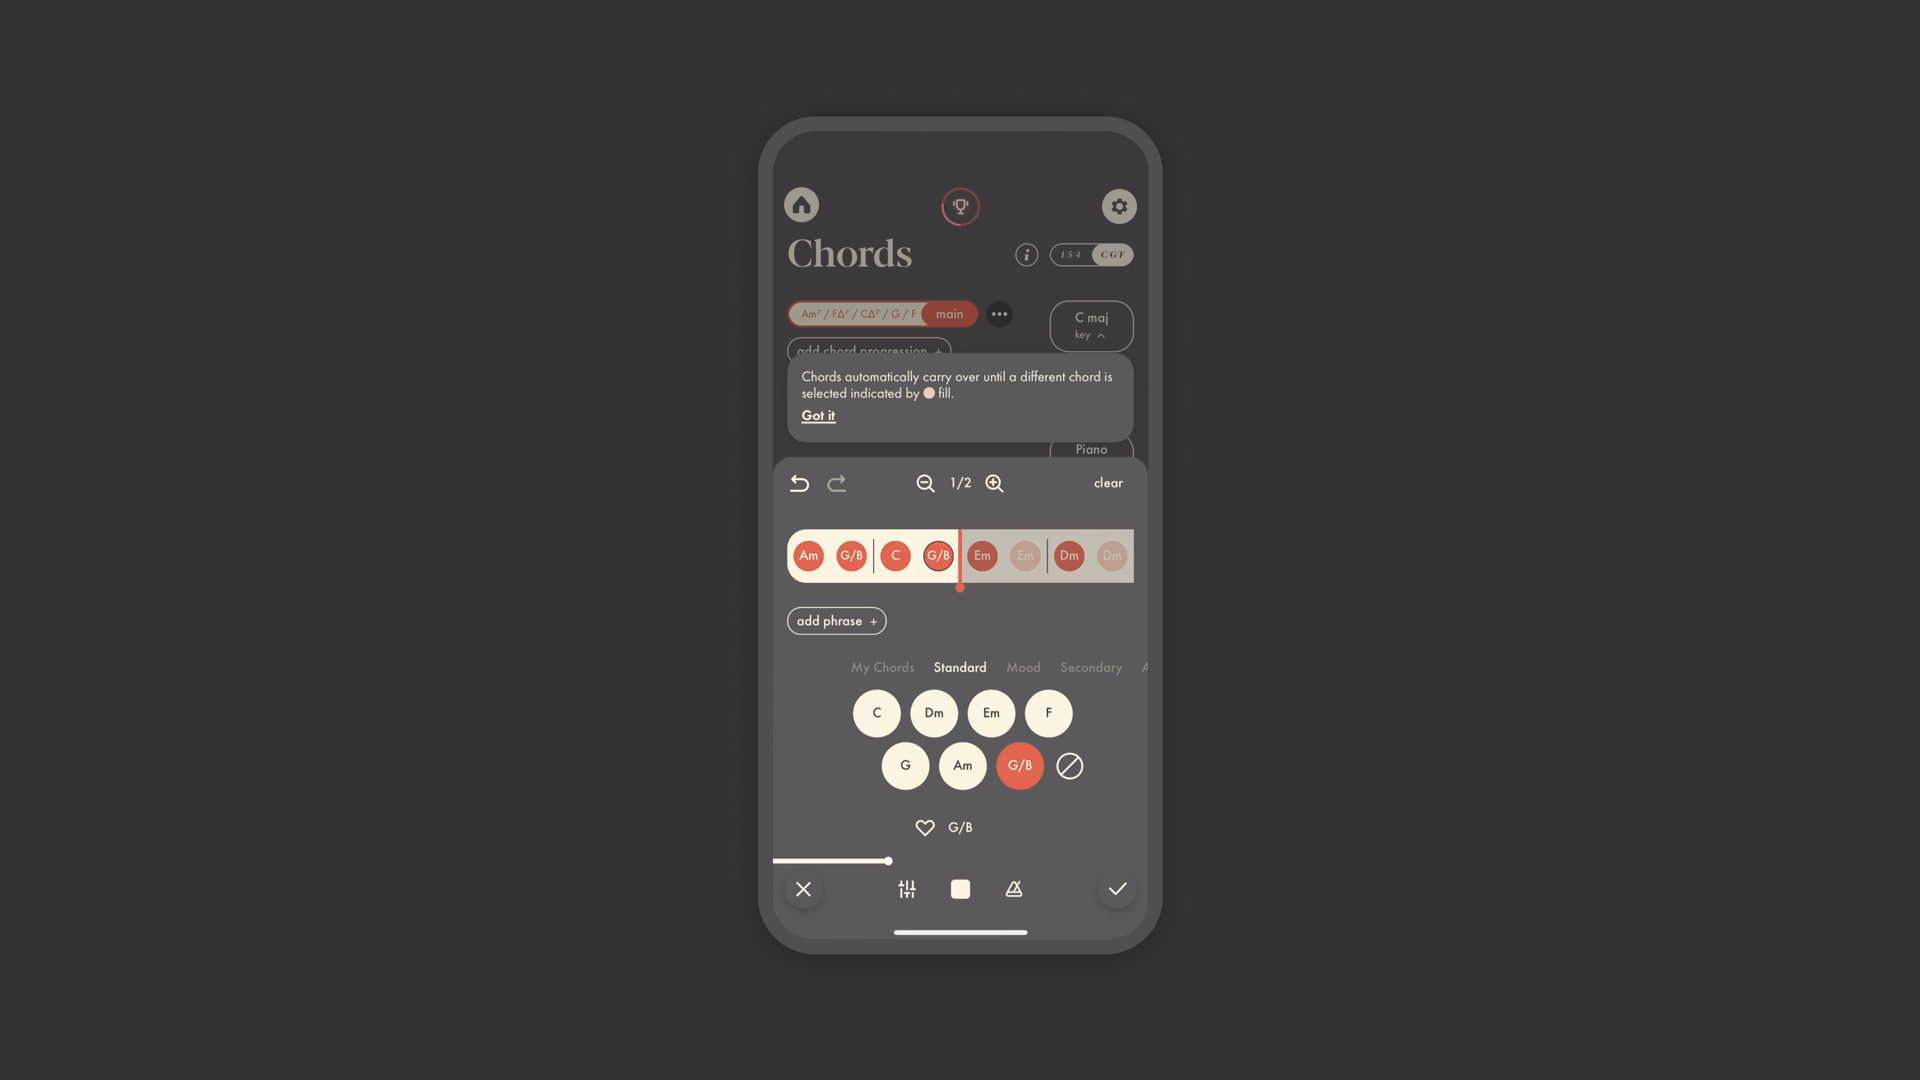 Chords
i
1/5/4 C/G/F
Am⁷ / FΔ⁷ / CΔ⁷ / G / F main
C maj
key
add chord progression +
Chords automatically carry over until a different chord is
selected indicated by fill.
Got it
Piano
1/2
clear
Am G/B C G/B Em Em Dm Dm
add phrase +
My Chords Standard Mood Secondary
C Dm Em F
G Am G/B
G/B